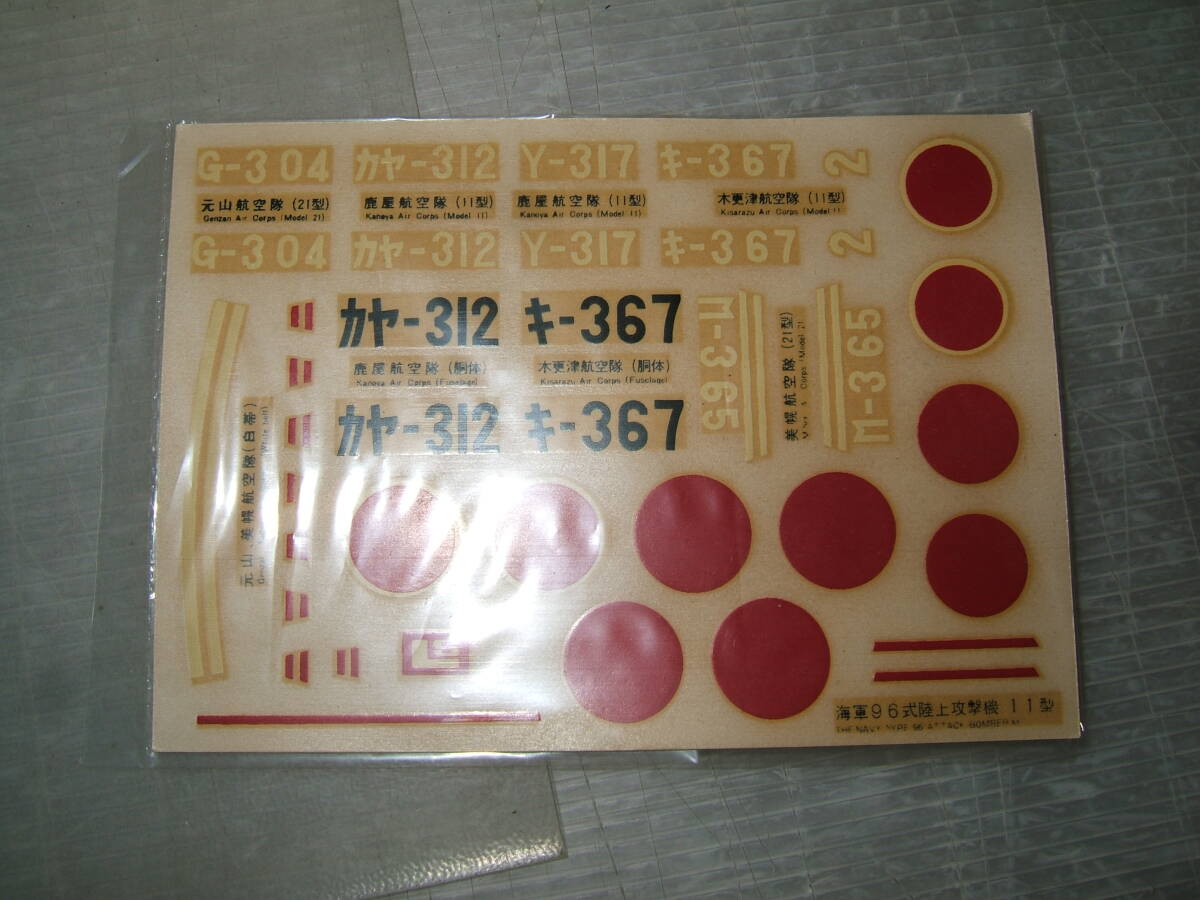 G-304 カヤ-312 Y-317 キ-367 2
元山航空隊 (21型) 鹿屋航空隊 (11型) 鹿屋航空隊 (11型) 木更津航空隊 (11型)
Genzan Air Corps (Model 21) Kanoya Air Corps (Model 11) Kanoya Air Corps (Model 11) Kisarazu Air Corps (Model 11
G-304 カヤ-312 Y-317 キ-367 2
カヤ-312 キ-367
鹿屋航空隊 (胴体) 木更津航空隊 (胴体)
Kanoya Air Corps (Fuselage) Kisarazu Air Corps (Fuselage)
カヤ-312 キ-367
M-365
美幌航空隊 (21型)
Corps (Model 21
M-365
元山 美幌航空隊 (白帯)
海軍96式陸上攻撃機 11型
THE NAVY TYPE 96 ATTACK BOMBER